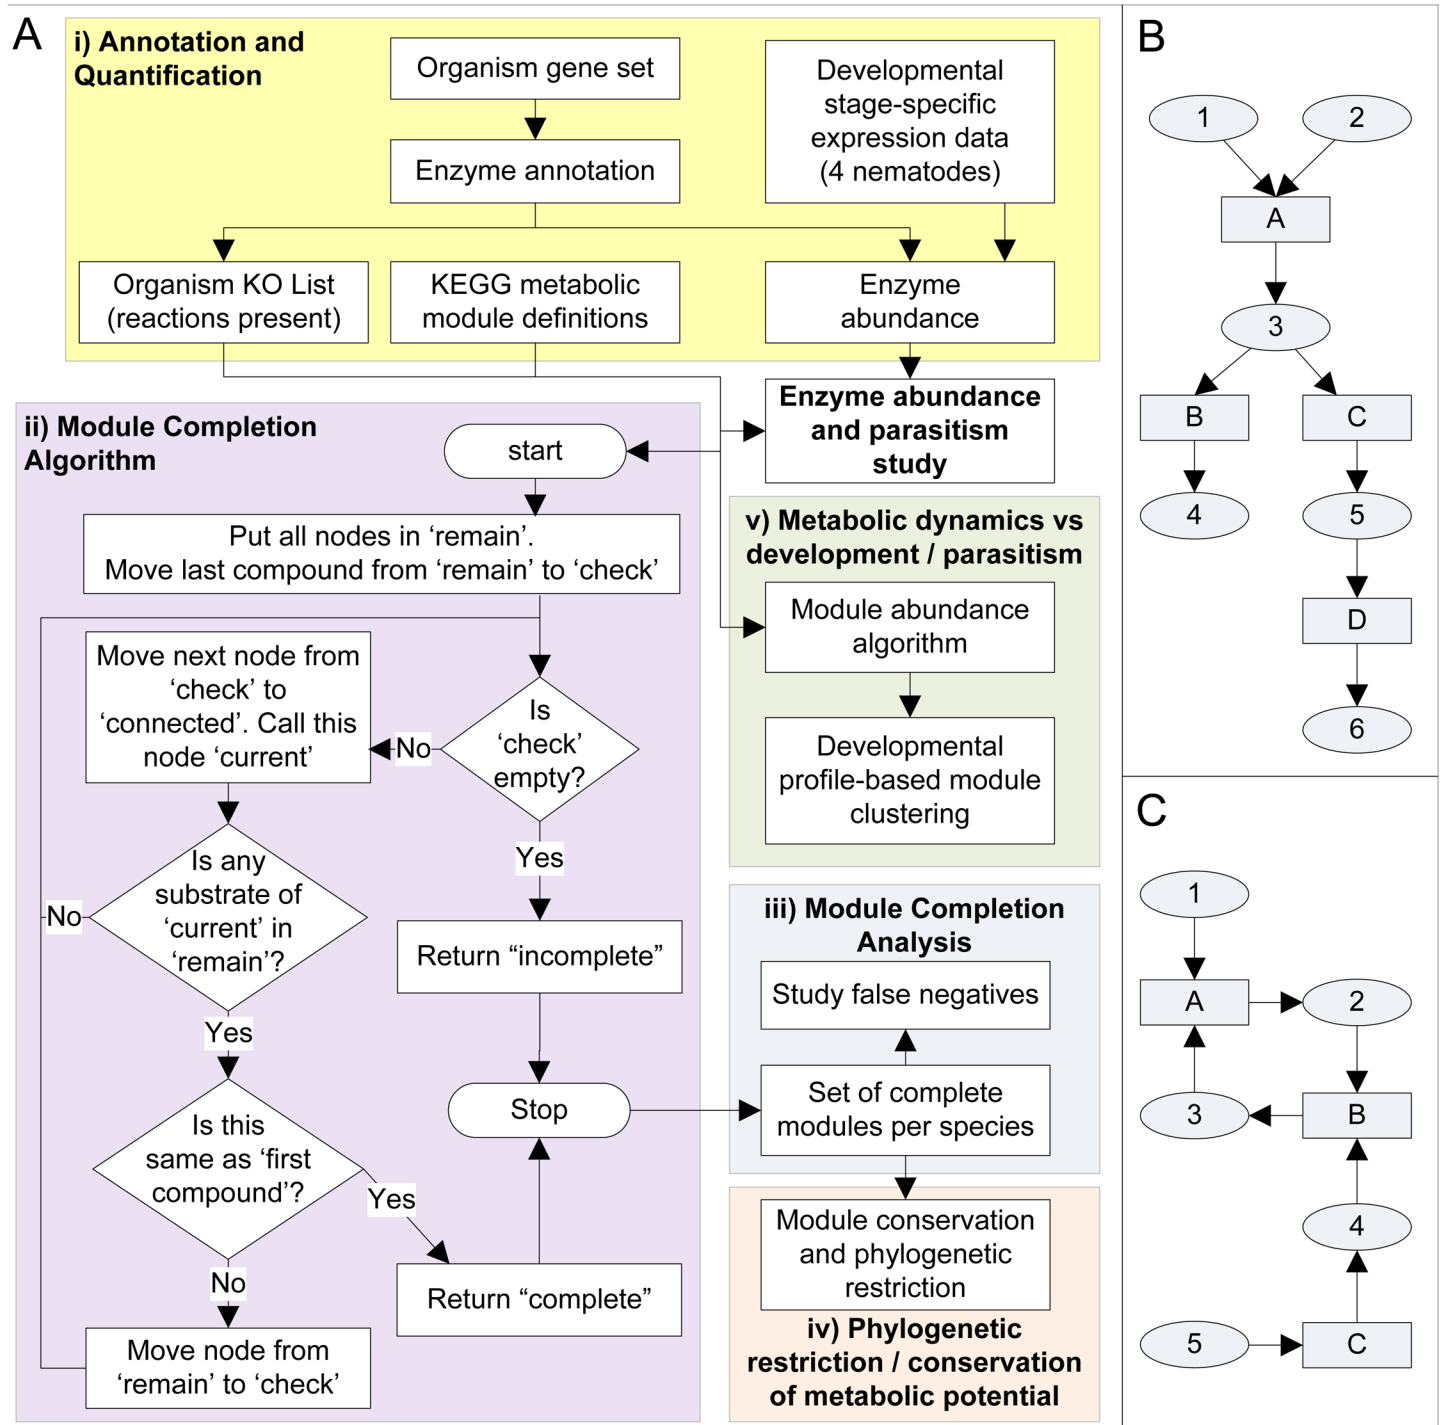 A
i) Annotation and
Quantification
Organism gene set
Developmental
stage-specific
expression data
(4 nematodes)
Enzyme annotation
Organism KO List
(reactions present)
KEGG metabolic
module definitions
Enzyme
abundance
Enzyme abundance
and parasitism
study
ii) Module Completion
Algorithm
start
Put all nodes in ‘remain’.
Move last compound from ‘remain’ to ‘check’
Move next node from
‘check’ to
‘connected’. Call this
node ‘current’
No
Is
‘check’
empty?
Yes
Is any
substrate of
‘current’ in
‘remain’?
No
Return “incomplete”
Yes
Stop
Is this
same as ‘first
compound’?
Yes
No
Return “complete”
Move node from
‘remain’ to ‘check’
v) Metabolic dynamics vs
development / parasitism
Module abundance
algorithm
Developmental
profile-based module
clustering
iii) Module Completion
Analysis
Study false negatives
Set of complete
modules per species
Module conservation
and phylogenetic
restriction
iv) Phylogenetic
restriction / conservation
of metabolic potential
B
1
2
A
3
B
C
4
5
D
6
C
1
A
2
3
B
4
5
C